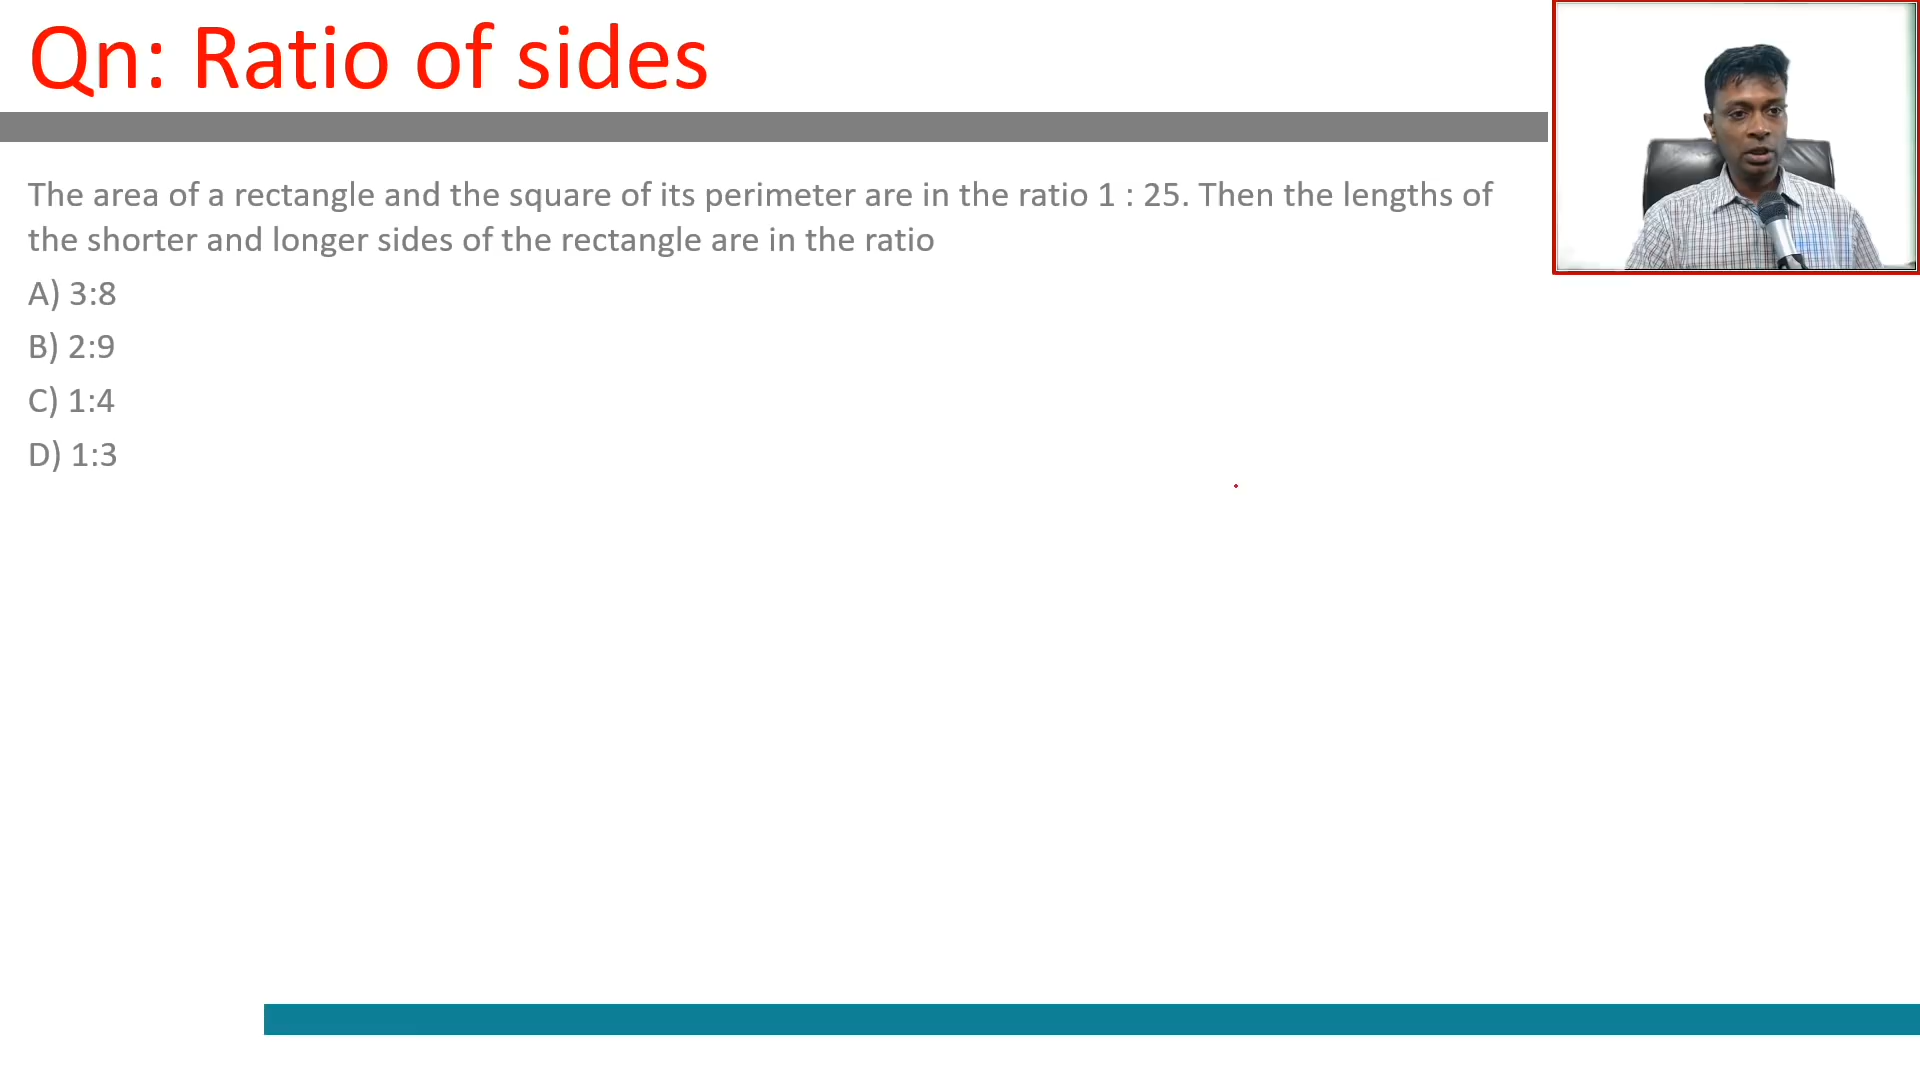 Qn: Ratio of sides
The area of a rectangle and the square of its perimeter are in the ratio 1 : 25. Then the lengths of
the shorter and longer sides of the rectangle are in the ratio
A) 3:8
B) 2:9
C) 1:4
D) 1:3